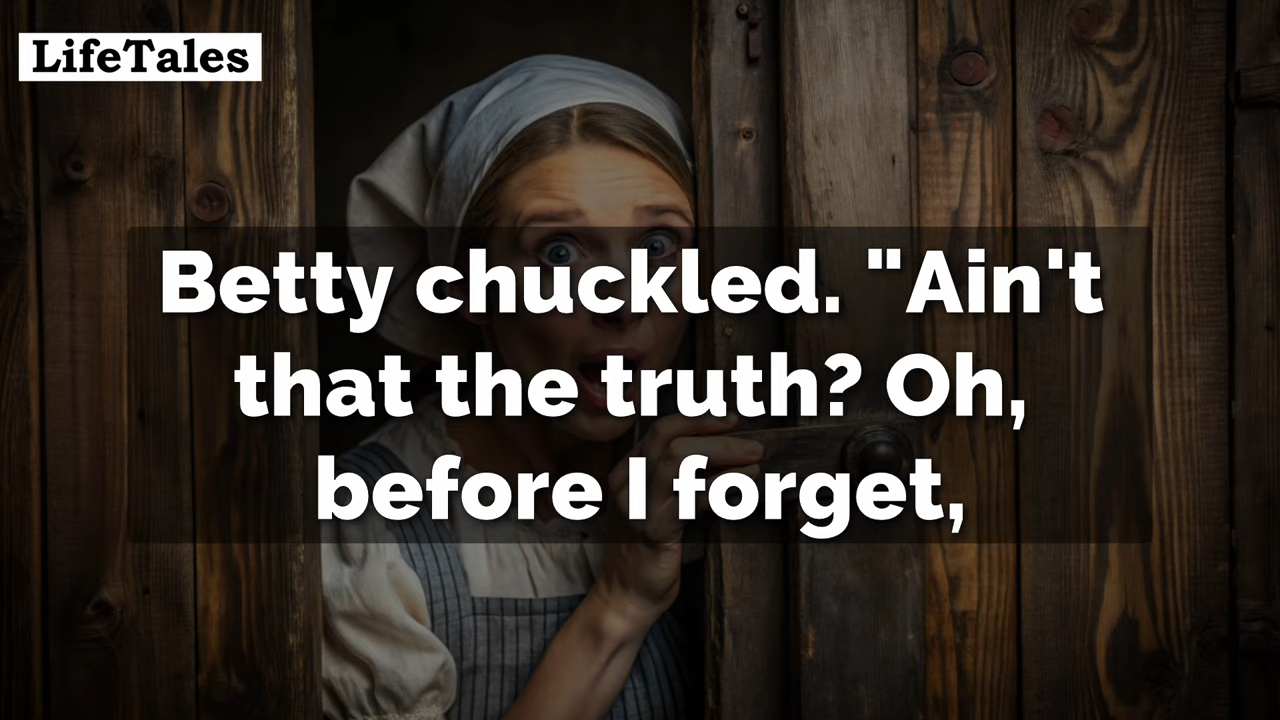 LifeTales
Betty chuckled. "Ain't
that the truth? Oh,
before I forget,